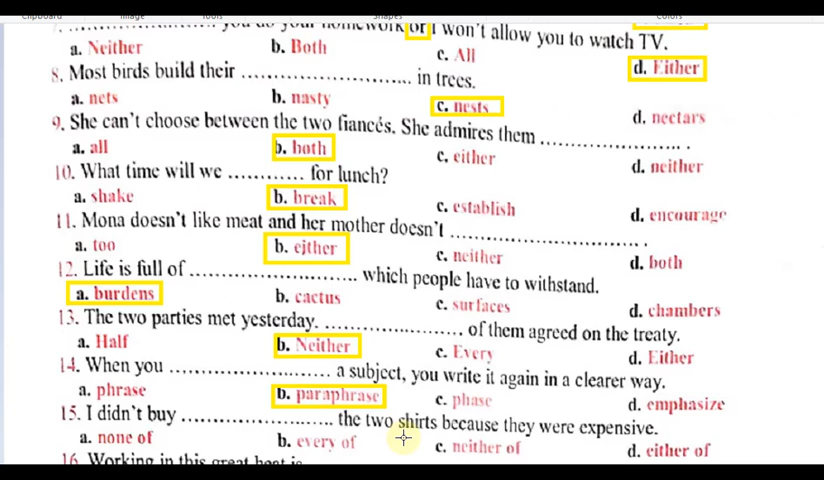 Clipboard Image Tools Shapes Colors
7. .................. you do your homework or I won't allow you to watch TV.
a. Neither b. Both c. All d. Either
8. Most birds build their .................. in trees.
a. nets b. nasty c. nests d. nectars
9. She can't choose between the two fiancés. She admires them .................. .
a. all b. both c. either d. neither
10. What time will we ............ for lunch?
a. shake b. break c. establish d. encourage
11. Mona doesn't like meat and her mother doesn't .................. .
a. too b. either c. neither d. both
12. Life is full of .................. which people have to withstand.
a. burdens b. cactus c. surfaces d. chambers
13. The two parties met yesterday. .................. of them agreed on the treaty.
a. Half b. Neither c. Every d. Either
14. When you .................. a subject, you write it again in a clearer way.
a. phrase b. paraphrase c. phase d. emphasize
15. I didn't buy .................. the two shirts because they were expensive.
a. none of b. every of c. neither of d. either of
16. Working in this great heat is